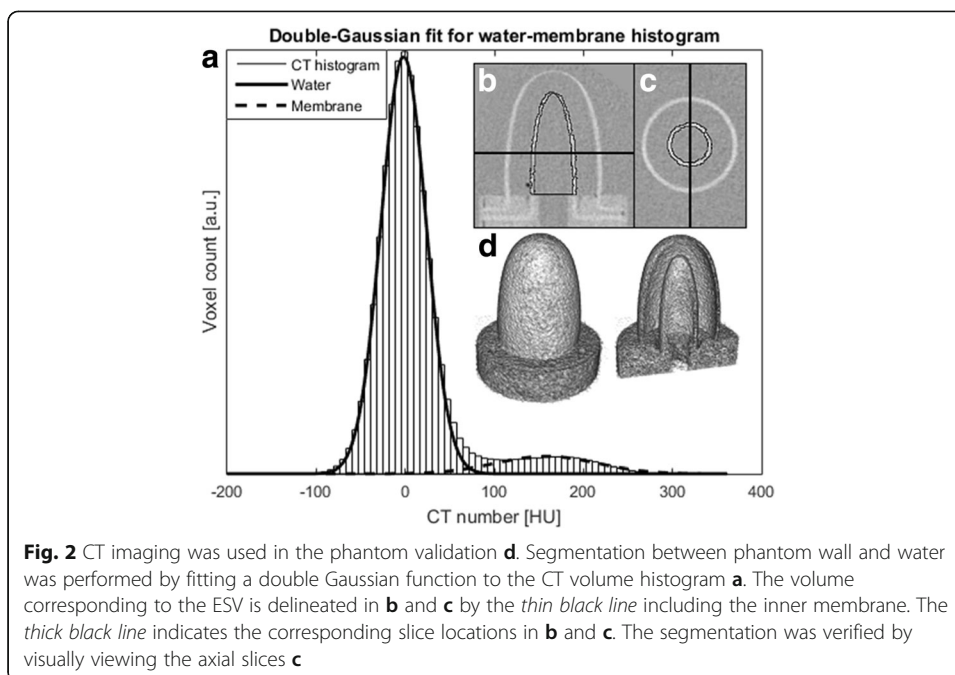 Double-Gaussian fit for water-membrane histogram
a
CT histogram
Water
Membrane
b
c
d
Voxel count [a.u.]
-200 -100 0 100 200 300 400
CT number [HU]
Fig. 2 CT imaging was used in the phantom validation d. Segmentation between phantom wall and water
was performed by fitting a double Gaussian function to the CT volume histogram a. The volume
corresponding to the ESV is delineated in b and c by the thin black line including the inner membrane. The
thick black line indicates the corresponding slice locations in b and c. The segmentation was verified by
visually viewing the axial slices c